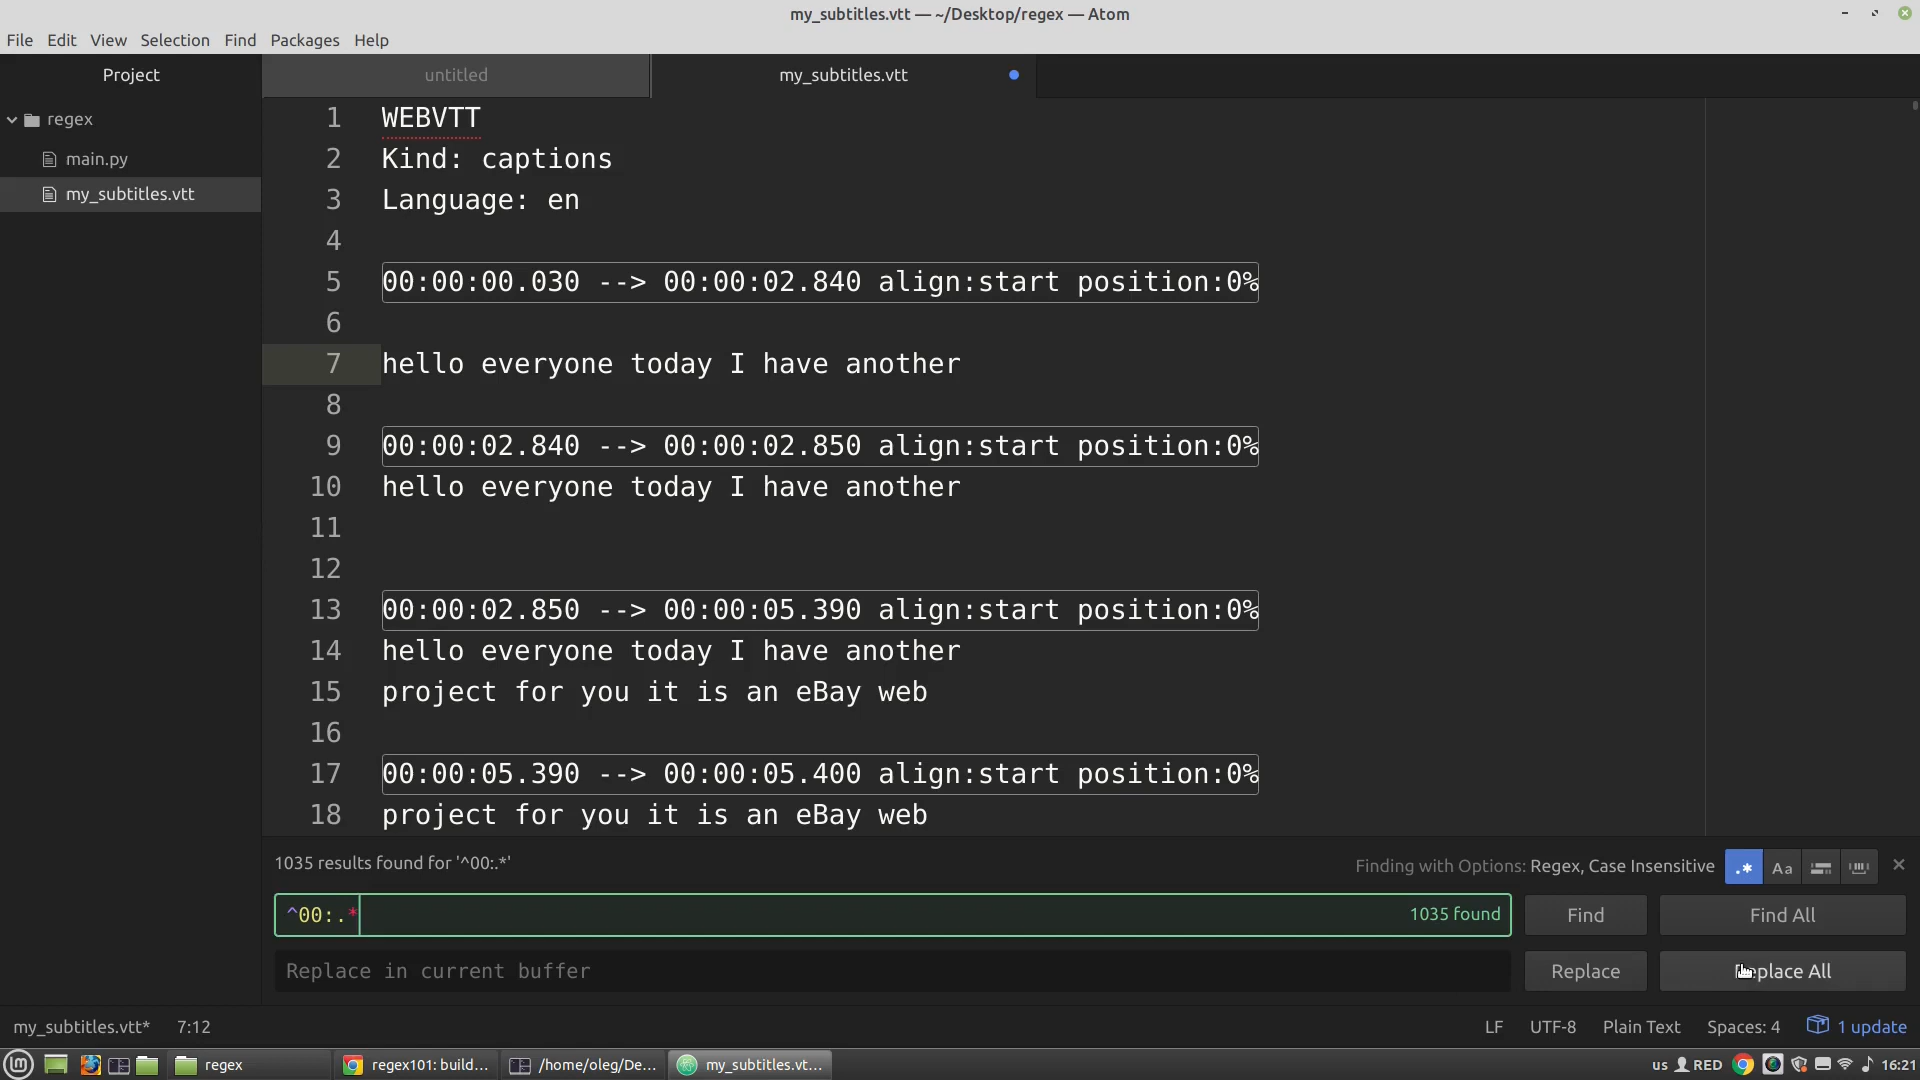 my_subtitles.vtt — ~/Desktop/regex — Atom
File Edit View Selection Find Packages Help
Project
untitled
my_subtitles.vtt
regex
main.py
my_subtitles.vtt
1 WEBVTT
2 Kind: captions
3 Language: en
4
5 00:00:00.030 --> 00:00:02.840 align:start position:0%
6
7 hello everyone today I have another
8
9 00:00:02.840 --> 00:00:02.850 align:start position:0%
10 hello everyone today I have another
11
12
13 00:00:02.850 --> 00:00:05.390 align:start position:0%
14 hello everyone today I have another
15 project for you it is an eBay web
16
17 00:00:05.390 --> 00:00:05.400 align:start position:0%
18 project for you it is an eBay web
1035 results found for '^00:.*'
Finding with Options: Regex, Case Insensitive
.* Aa
^00:.* 1035 found
Find Find All
Replace in current buffer
Replace
place All
my_subtitles.vtt* 7:12 LF UTF-8 Plain Text Spaces: 4 1 update
regex regex101: build... /home/oleg/De... my_subtitles.vt... us RED 16:21